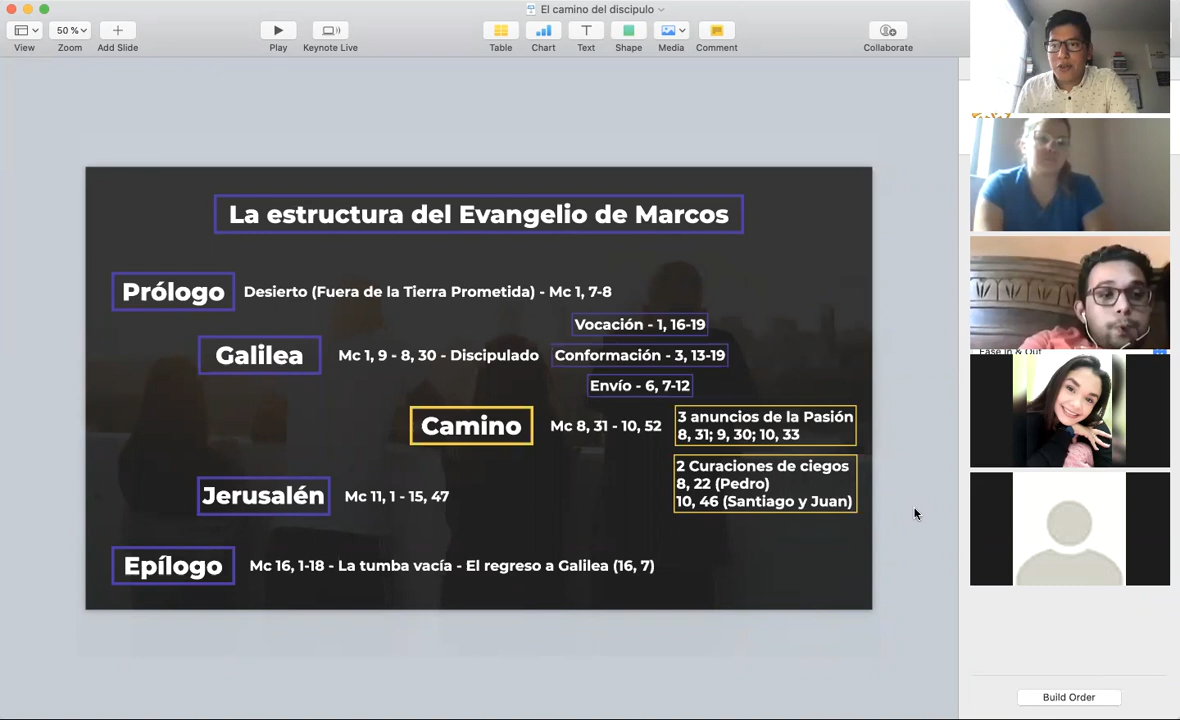 El camino del discipulo
50 %
View
Zoom
Add Slide
Play
Keynote Live
Table
Chart
Text
Shape
Media
Comment
Collaborate
La estructura del Evangelio de Marcos
Prólogo
Desierto (Fuera de la Tierra Prometida) - Mc 1, 7-8
Vocación - 1, 16-19
Galilea
Mc 1, 9 - 8, 30 - Discipulado
Conformación - 3, 13-19
Envío - 6, 7-12
Camino
Mc 8, 31 - 10, 52
3 anuncios de la Pasión
8, 31; 9, 30; 10, 33
2 Curaciones de ciegos
8, 22 (Pedro)
10, 46 (Santiago y Juan)
Jerusalén
Mc 11, 1 - 15, 47
Epílogo
Mc 16, 1-18 - La tumba vacía - El regreso a Galilea (16, 7)
Ease In & Out
Build Order